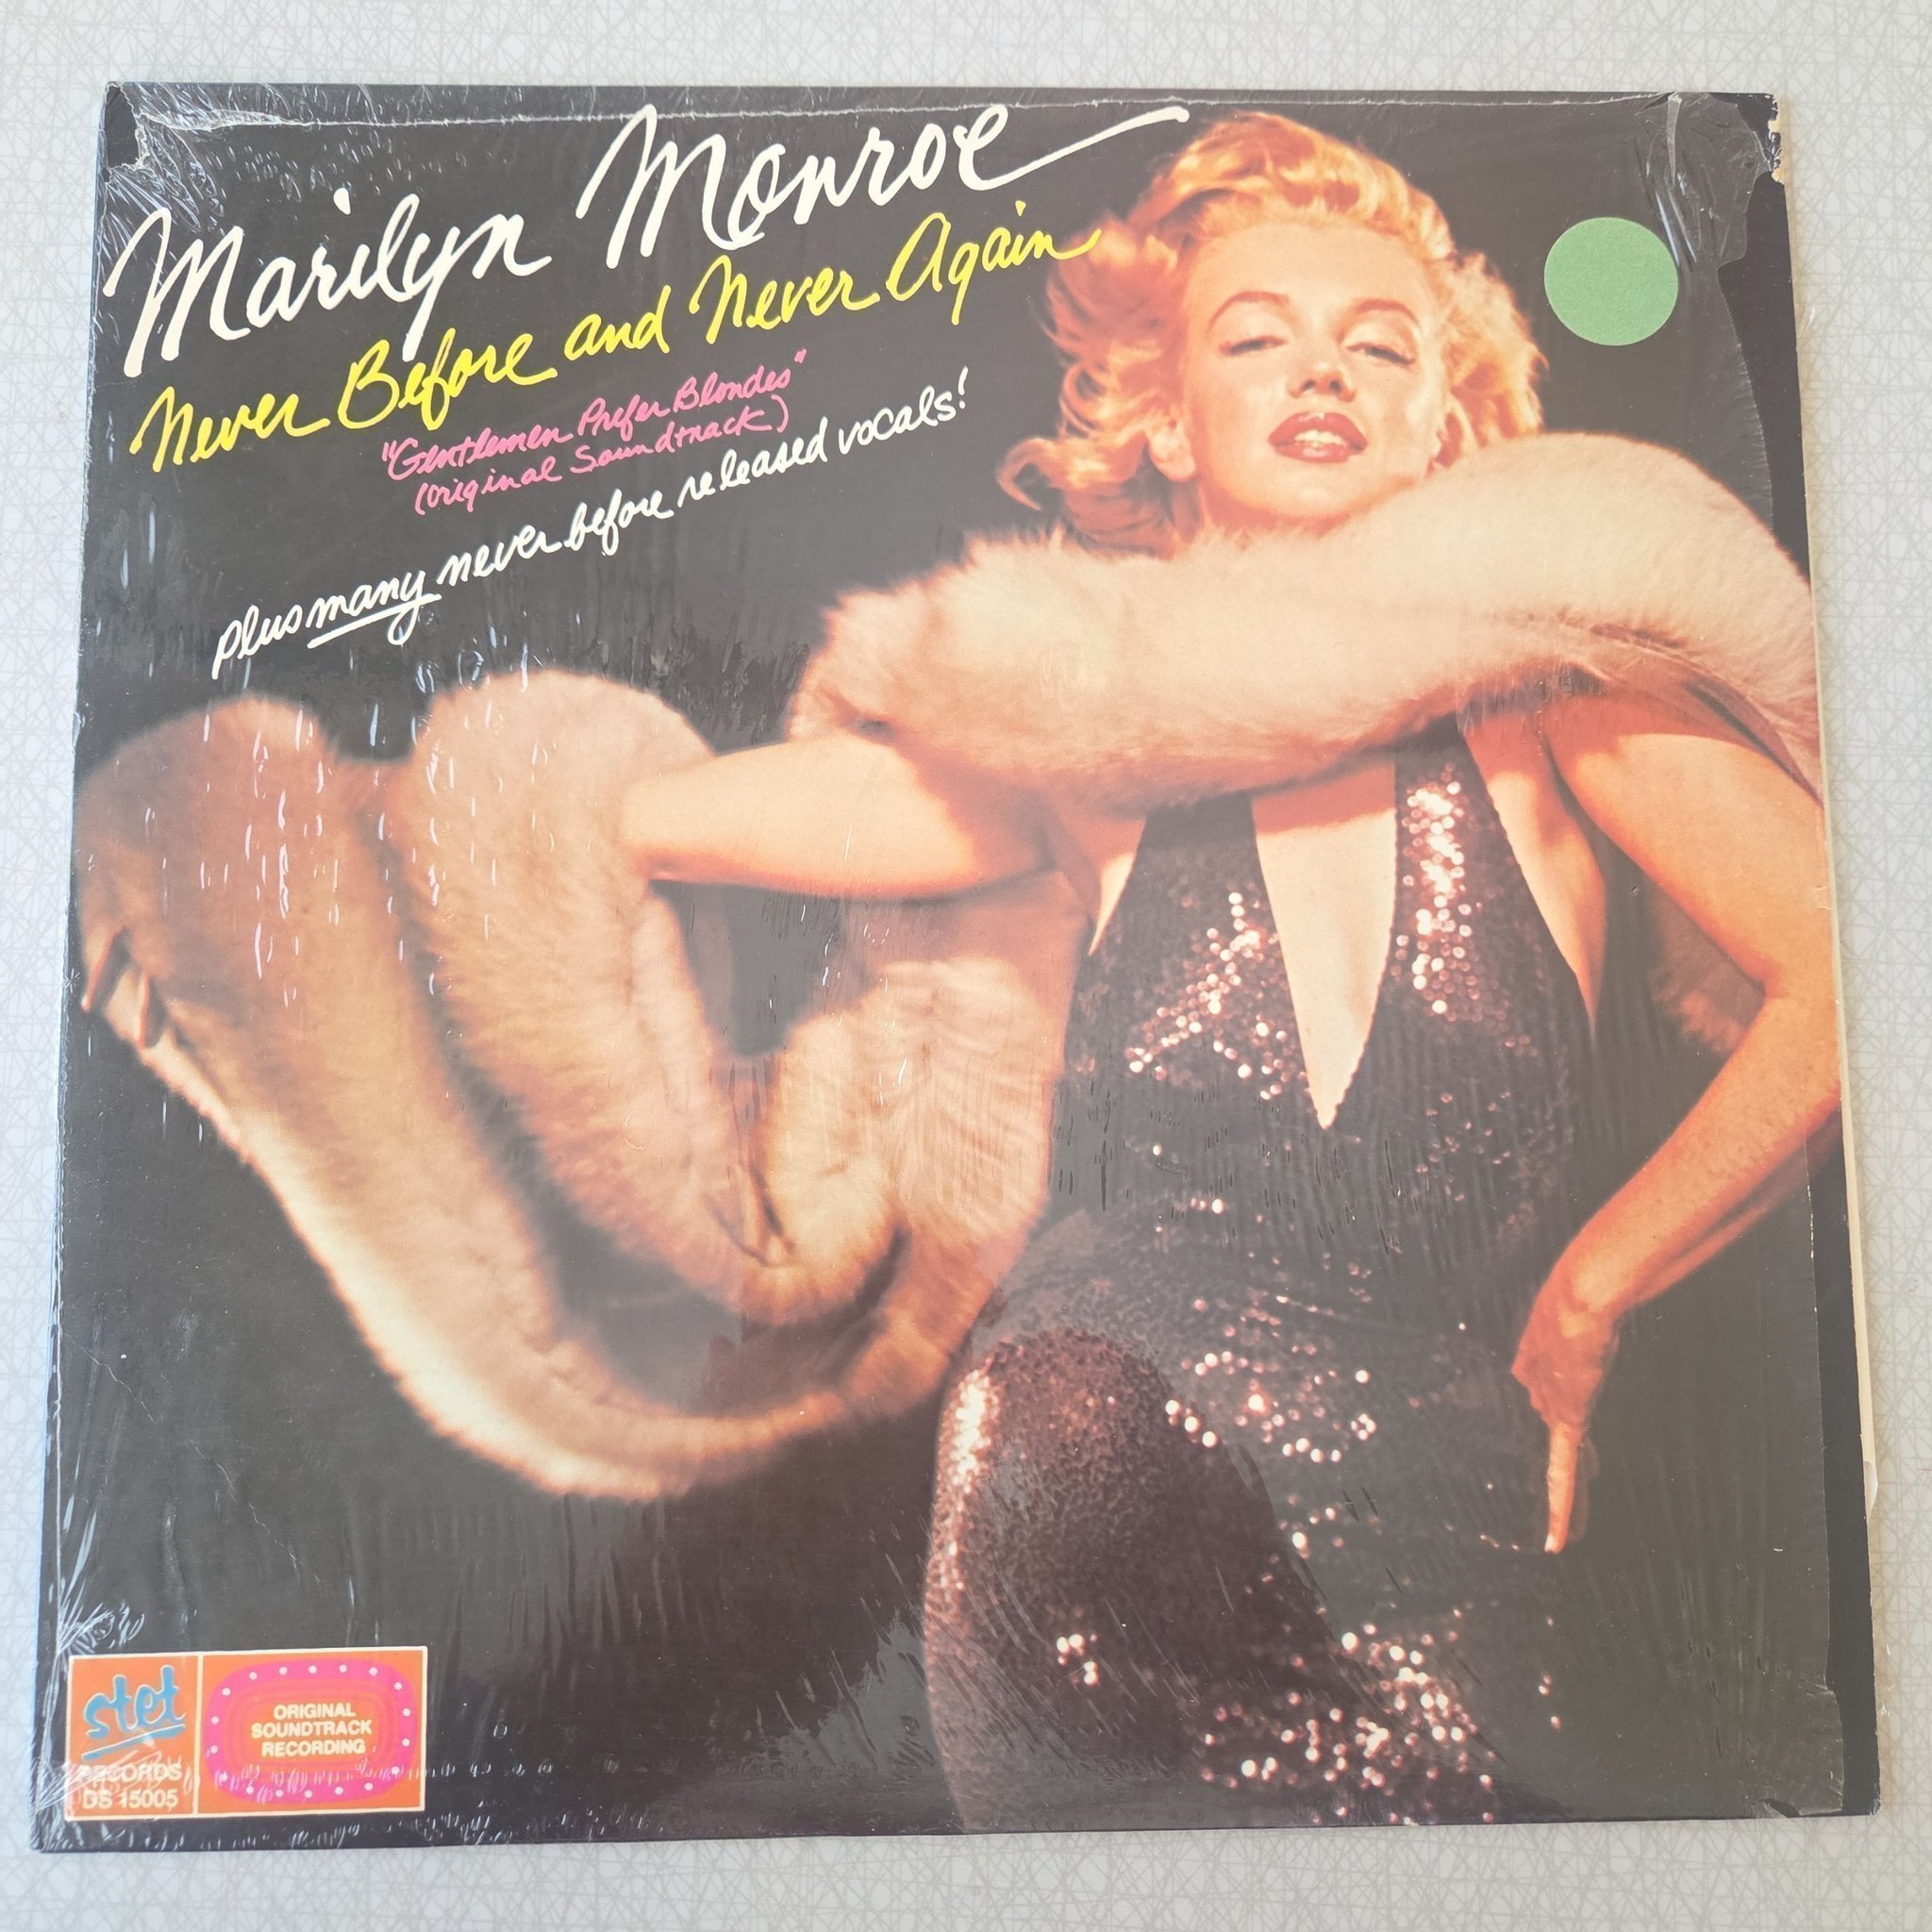 Marilyn Monroe
Never Before and Never Again
"Gentlemen Prefer Blondes"
(Original Soundtrack)
plus many never before released vocals!
stet
RECORDS
DS 15005
ORIGINAL
SOUNDTRACK
RECORDING